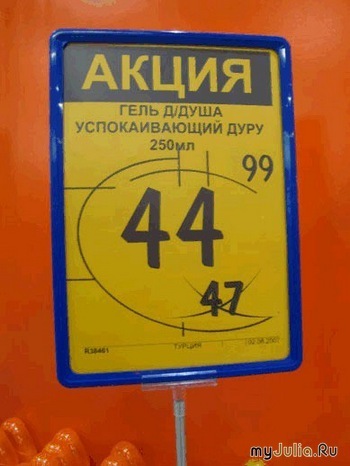 АКЦИЯ
ГЕЛЬ Д/ДУША
УСПОКАИВАЮЩИЙ ДУРУ
250мл
44 99
47
ТУРЦИЯ
myJulia.Ru